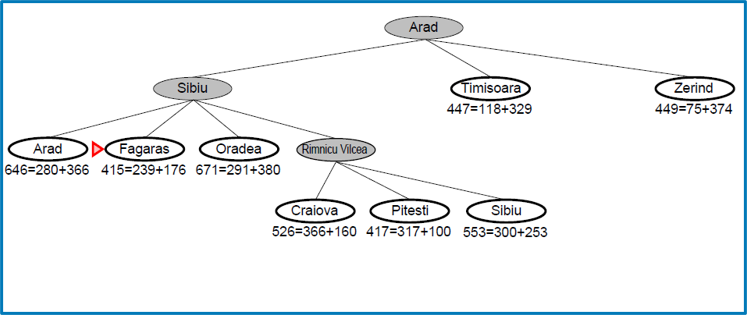 Arad
Sibiu
Timisoara
Zerind
447=118+329
449=75+374
Arad
Fagaras
Oradea
Rimnicu Vilcea
646=280+366
415=239+176
671=291+380
Craiova
Pitesti
Sibiu
526=366+160
417=317+100
553=300+253